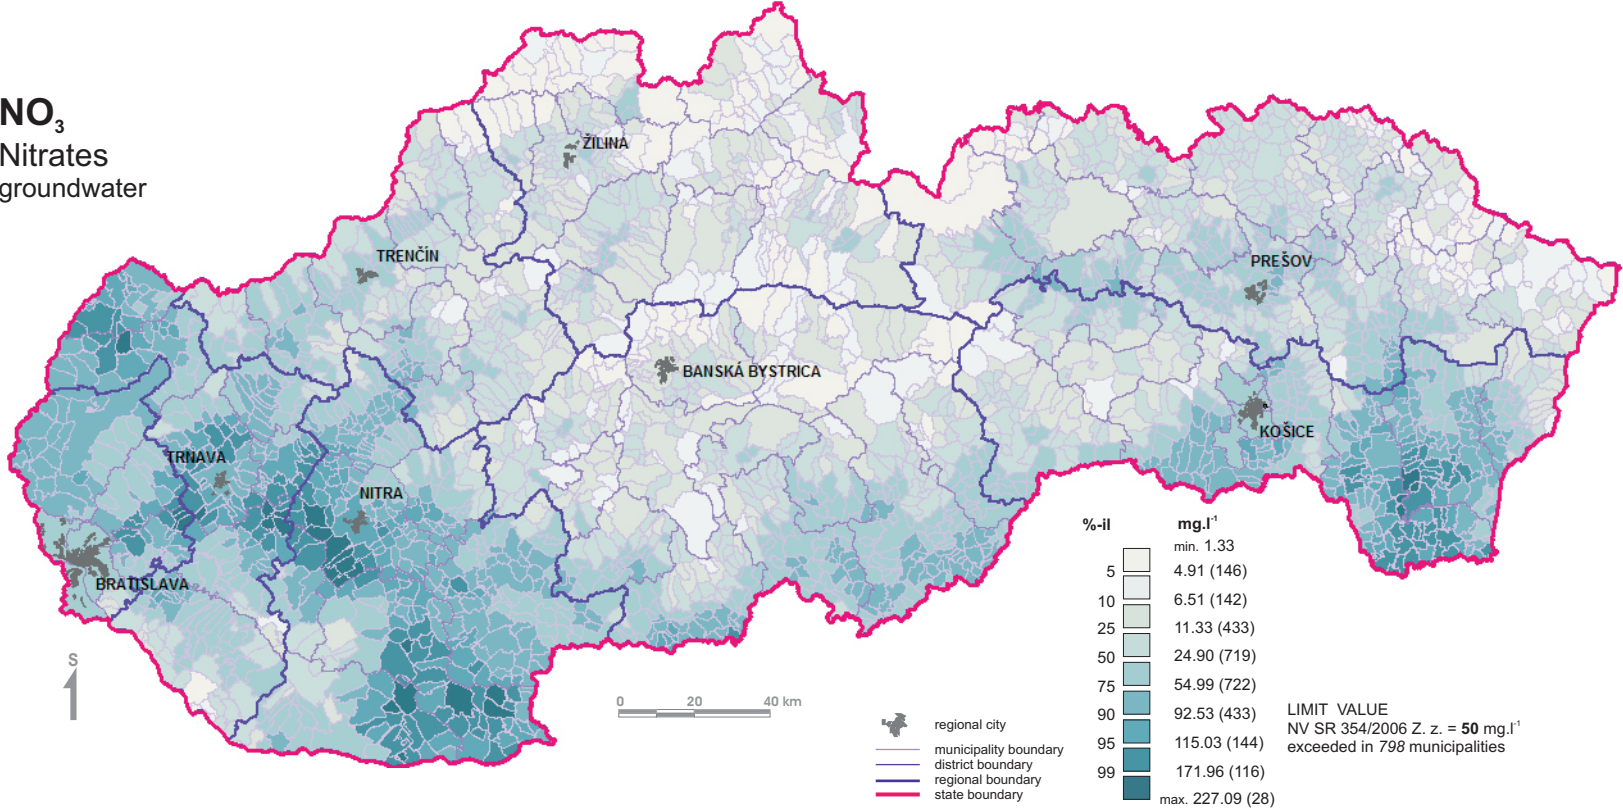 NO3
Nitrates
groundwater
ŽILINA
TRENČÍN
PREŠOV
BANSKÁ BYSTRICA
KOŠICE
TRNAVA
NITRA
BRATISLAVA
S
0 20 40 km
regional city
municipality boundary
district boundary
regional boundary
state boundary
%-il mg.l-1
min. 1.33
5 4.91 (146)
10 6.51 (142)
25 11.33 (433)
50 24.90 (719)
75 54.99 (722)
90 92.53 (433)
95 115.03 (144)
99 171.96 (116)
max. 227.09 (28)
LIMIT VALUE
NV SR 354/2006 Z. z. = 50 mg.l-1
exceeded in 798 municipalities